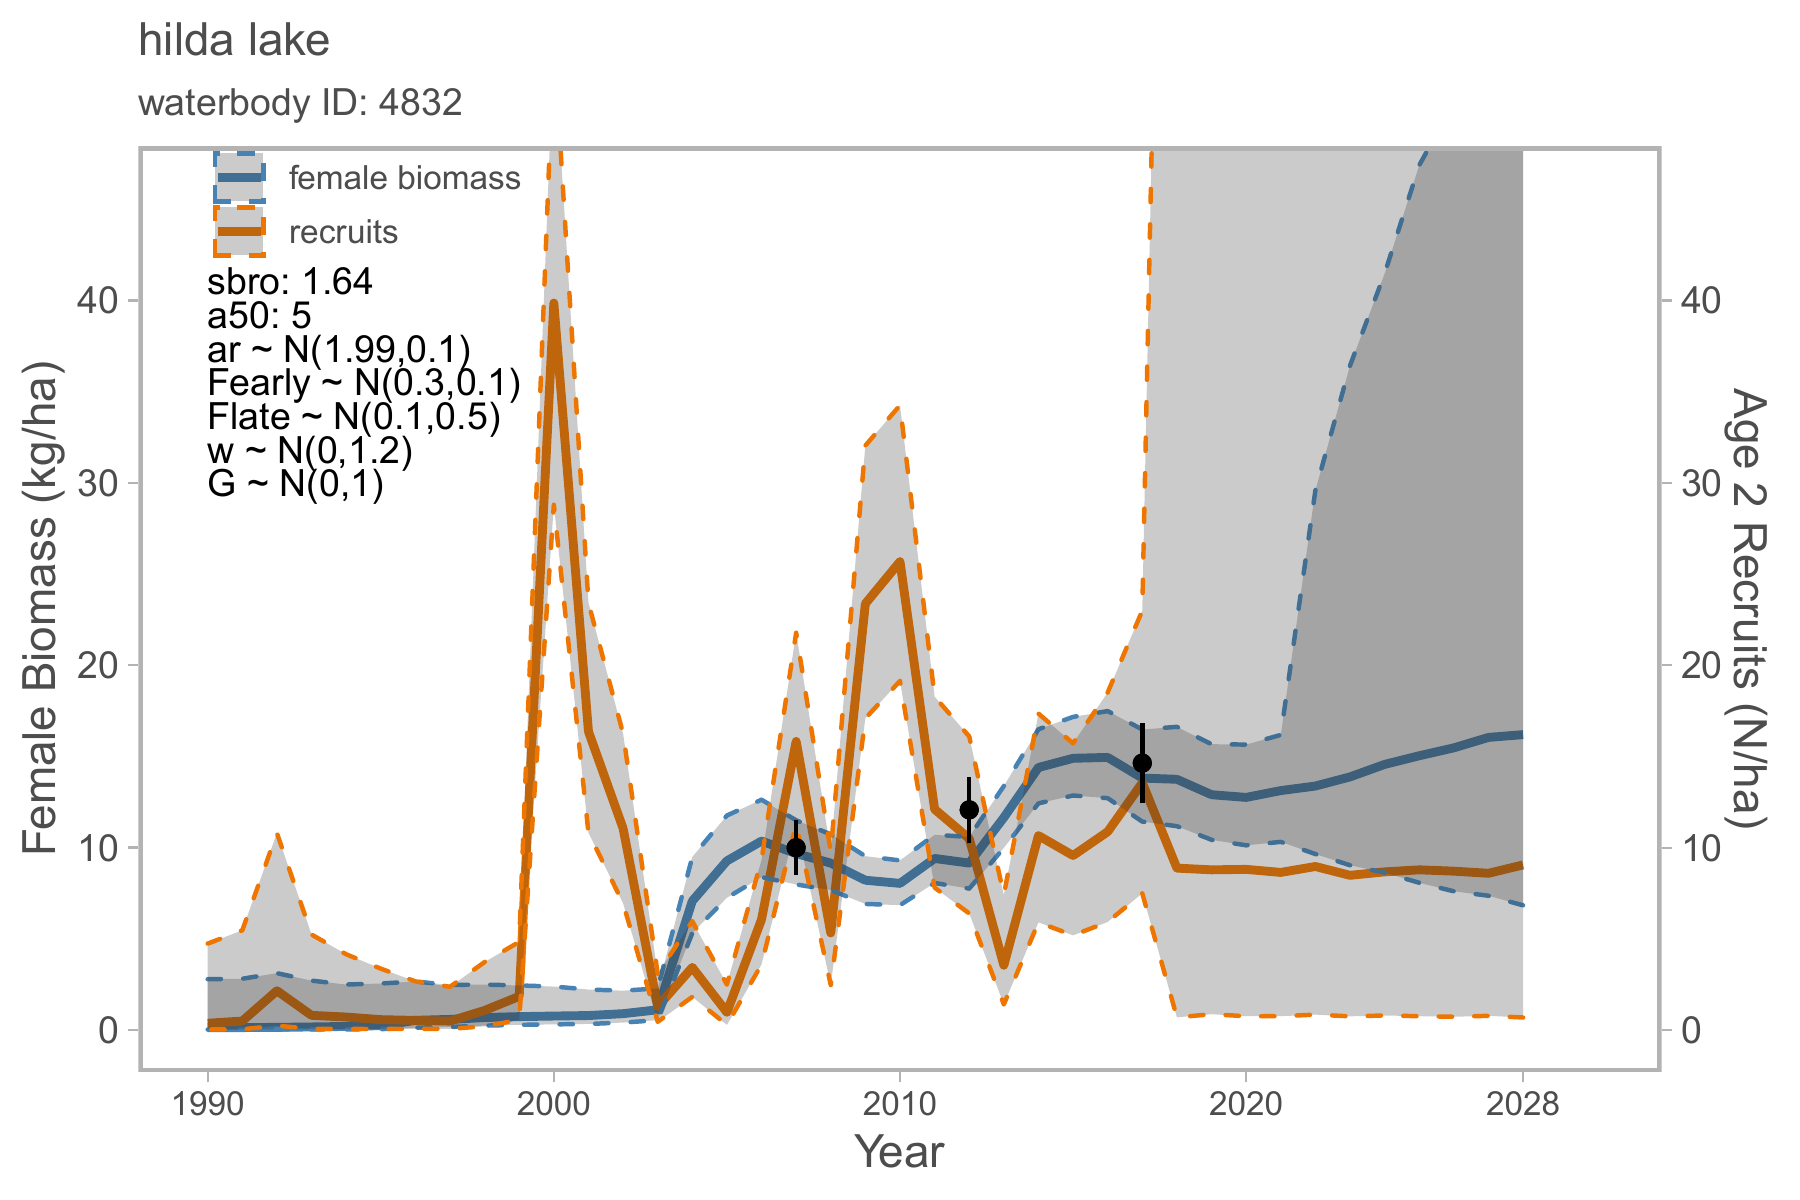 hilda lake
waterbody ID: 4832
female biomass
recruits
sbro: 1.64
a50: 5
ar ~ N(1.99,0.1)
Fearly ~ N(0.3,0.1)
Flate ~ N(0.1,0.5)
w ~ N(0,1.2)
G ~ N(0,1)
Female Biomass (kg/ha)
40
30
20
10
0
40
30
20
10
0
Age 2 Recruits (N/ha)
1990 2000 2010 2020 2028
Year